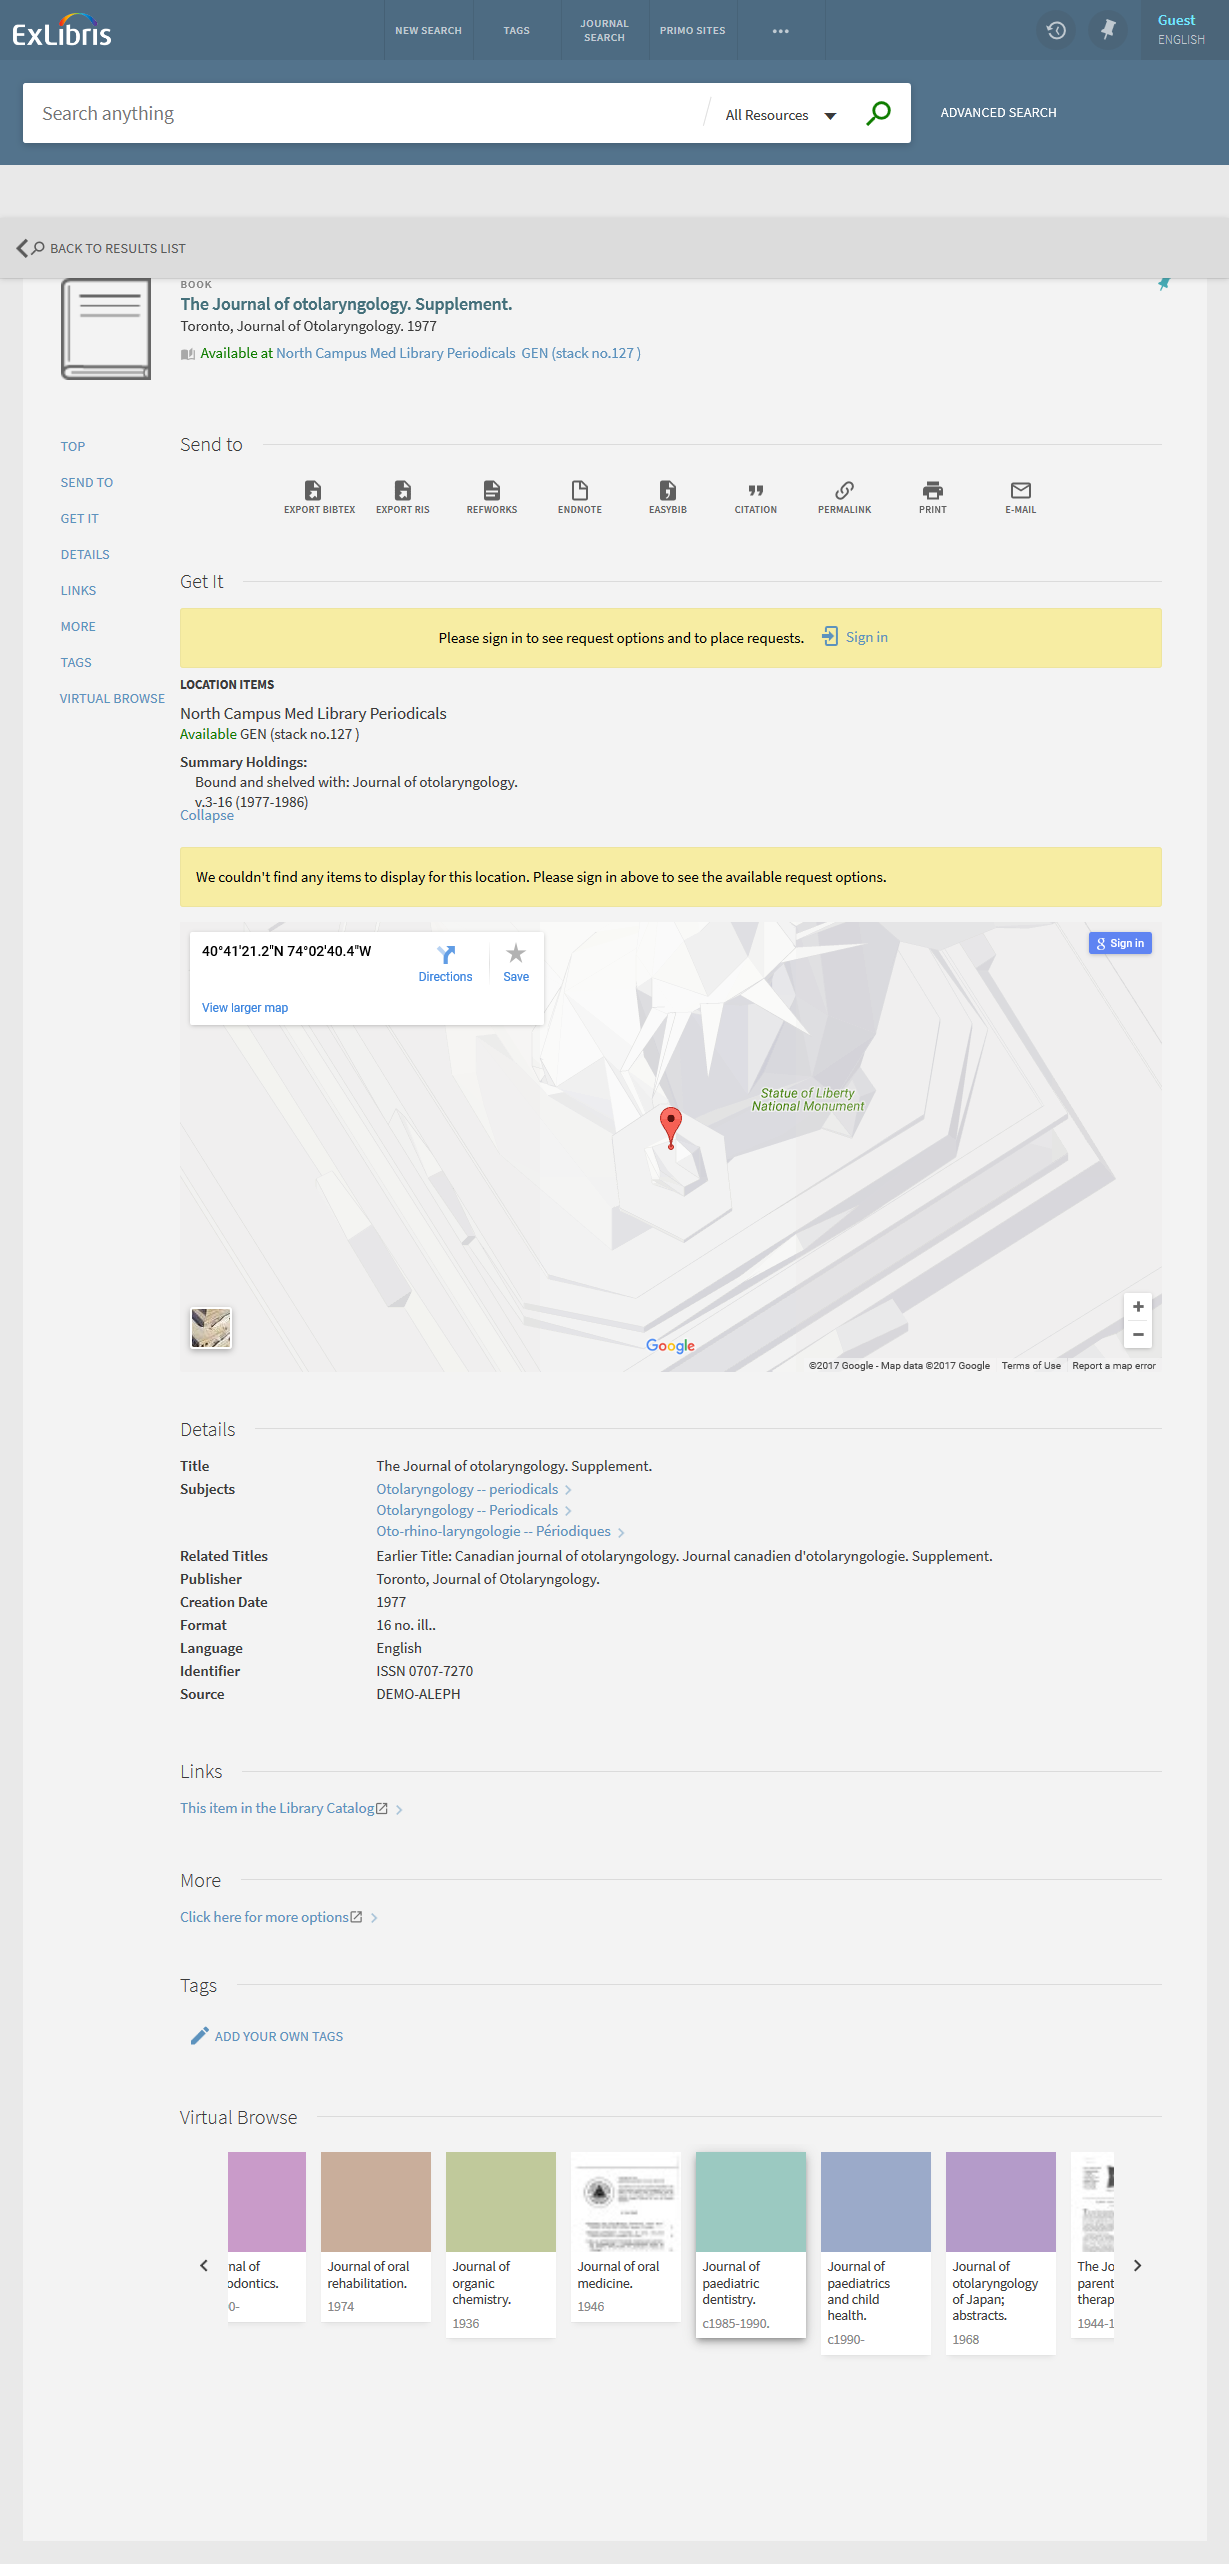 ExLibris
NEW SEARCH
TAGS
JOURNAL
SEARCH
PRIMO SITES
•••
Guest
ENGLISH
Search anything
All Resources
ADVANCED SEARCH
BACK TO RESULTS LIST
BOOK
The Journal of otolaryngology. Supplement.
Toronto, Journal of Otolaryngology. 1977
Available at North Campus Med Library Periodicals GEN (stack no.127 )
TOP
SEND TO
GET IT
DETAILS
LINKS
MORE
TAGS
VIRTUAL BROWSE
Send to
EXPORT BIBTEX
EXPORT RIS
REFWORKS
ENDNOTE
EASYBIB
CITATION
PERMALINK
PRINT
E-MAIL
Get It
Please sign in to see request options and to place requests.
Sign in
LOCATION ITEMS
North Campus Med Library Periodicals
Available GEN (stack no.127 )
Summary Holdings:
Bound and shelved with: Journal of otolaryngology.
v.3-16 (1977-1986)
Collapse
We couldn't find any items to display for this location. Please sign in above to see the available request options.
40°41'21.2"N 74°02'40.4"W
Directions
Save
View larger map
Sign in
Statue of Liberty
National Monument
Google
©2017 Google - Map data ©2017 Google
Terms of Use
Report a map error
Details
Title
The Journal of otolaryngology. Supplement.
Subjects
Otolaryngology -- periodicals
Otolaryngology -- Periodicals
Oto-rhino-laryngologie -- Périodiques
Related Titles
Earlier Title: Canadian journal of otolaryngology. Journal canadien d'otolaryngologie. Supplement.
Publisher
Toronto, Journal of Otolaryngology.
Creation Date
1977
Format
16 no. ill..
Language
English
Identifier
ISSN 0707-7270
Source
DEMO-ALEPH
Links
This item in the Library Catalog
More
Click here for more options
Tags
ADD YOUR OWN TAGS
Virtual Browse
nal of
odontics.
0-
Journal of oral
rehabilitation.
1974
Journal of
organic
chemistry.
1936
Journal of oral
medicine.
1946
Journal of
paediatric
dentistry.
c1985-1990.
Journal of
paediatrics
and child
health.
c1990-
Journal of
otolaryngology
of Japan;
abstracts.
1968
The Jo
parent
therap
1944-1